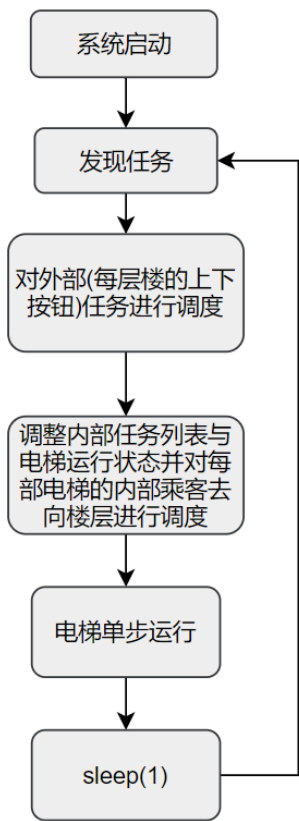 系统启动
发现任务
对外部(每层楼的上下
按钮)任务进行调度
调整内部任务列表与
电梯运行状态并对每
部电梯的内部乘客去
向楼层进行调度
电梯单步运行
sleep(1)